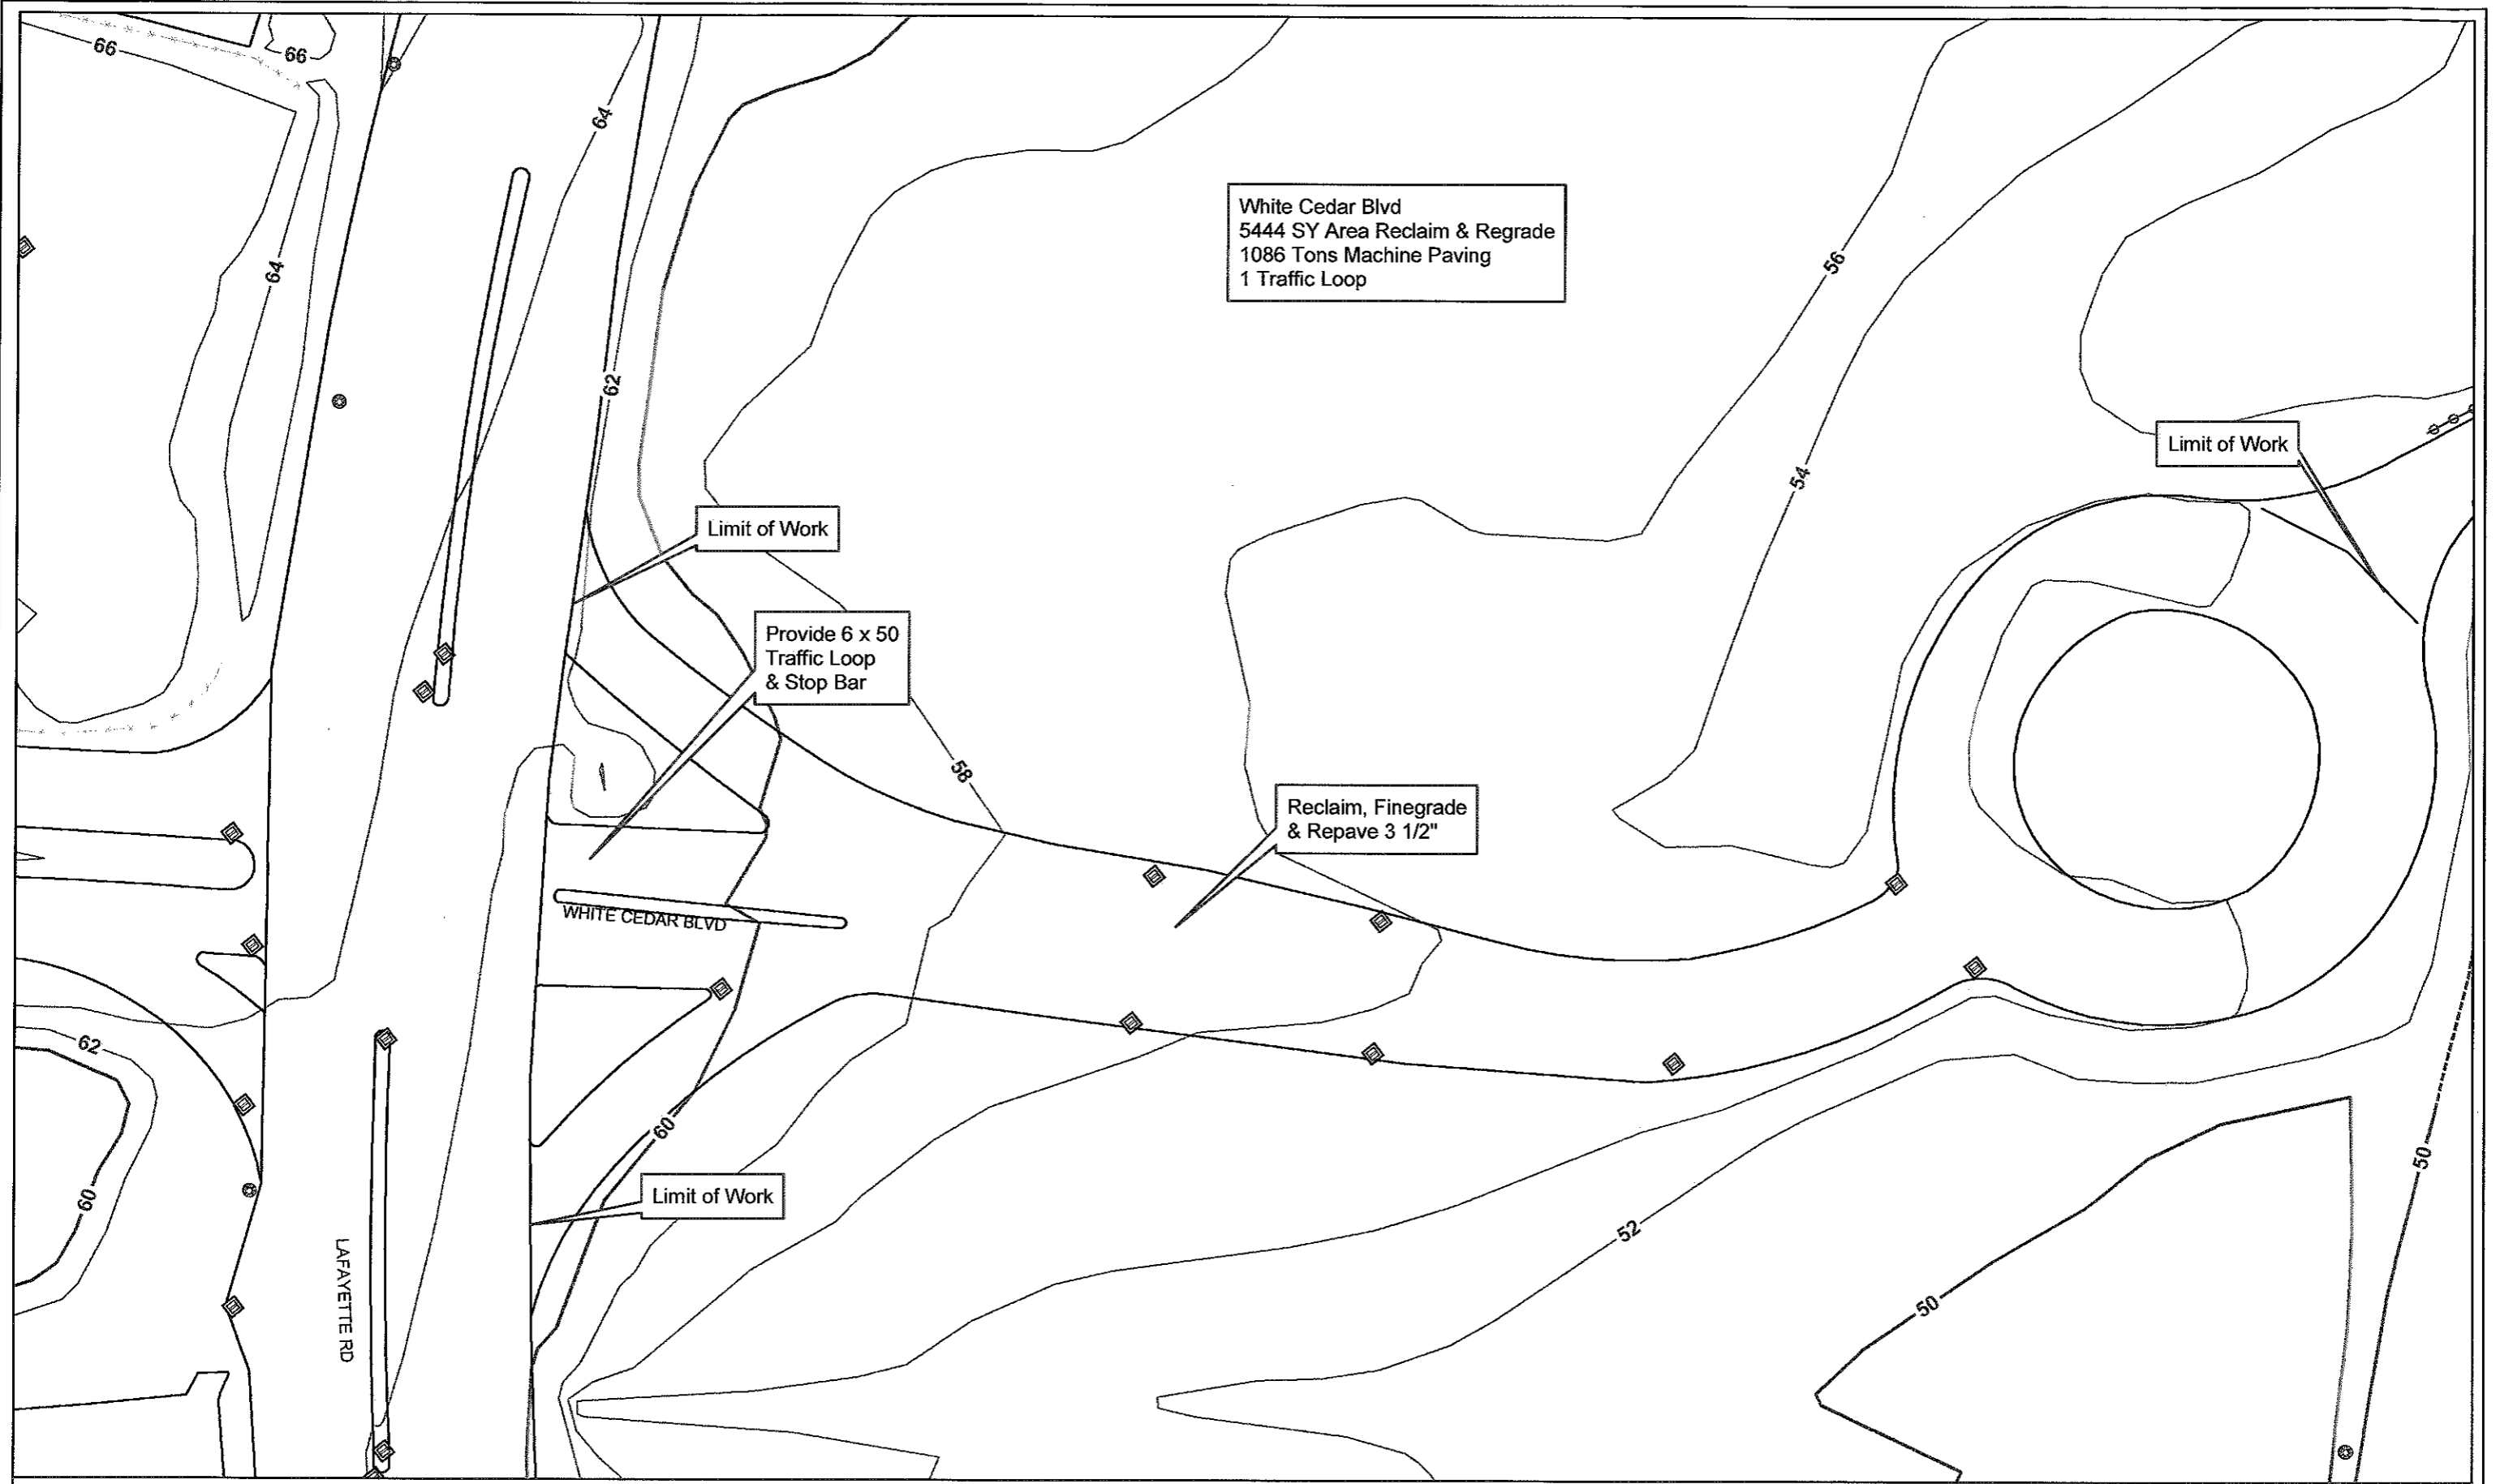 66
66
64
64
62
White Cedar Blvd
5444 SY Area Reclaim & Regrade
1086 Tons Machine Paving
1 Traffic Loop
56
54
Limit of Work
Limit of Work
Provide 6 x 50
Traffic Loop
& Stop Bar
58
Reclaim, Finegrade
& Repave 3 1/2"
WHITE CEDAR BLVD
62
60
60
Limit of Work
LAFAYETTE RD
52
50
50